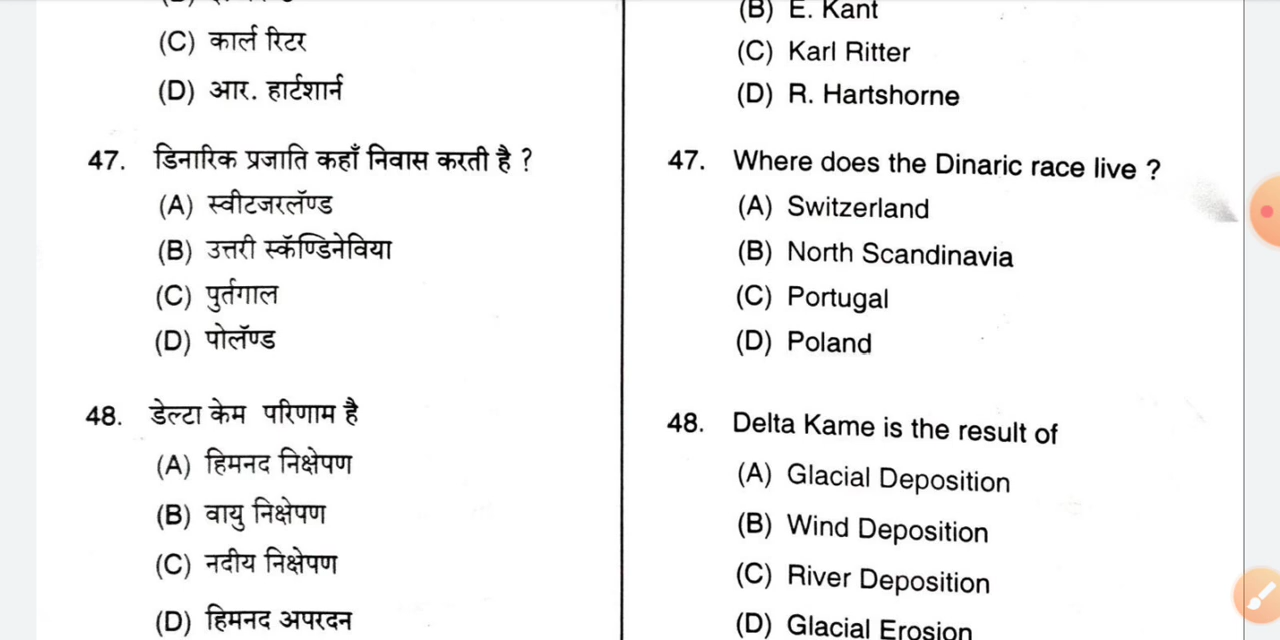 (C) कार्ल रिटर
(D) आर. हार्टशार्न
47. डिनारिक प्रजाति कहाँ निवास करती है ?
(A) स्वीटजरलॅण्ड
(B) उत्तरी स्कॅण्डिनेविया
(C) पुर्तगाल
(D) पोलॅण्ड
48. डेल्टा केम परिणाम है
(A) हिमनद निक्षेपण
(B) वायु निक्षेपण
(C) नदीय निक्षेपण
(D) हिमनद अपरदन
(B) E. Kant
(C) Karl Ritter
(D) R. Hartshorne
47. Where does the Dinaric race live ?
(A) Switzerland
(B) North Scandinavia
(C) Portugal
(D) Poland
48. Delta Kame is the result of
(A) Glacial Deposition
(B) Wind Deposition
(C) River Deposition
(D) Glacial Erosion